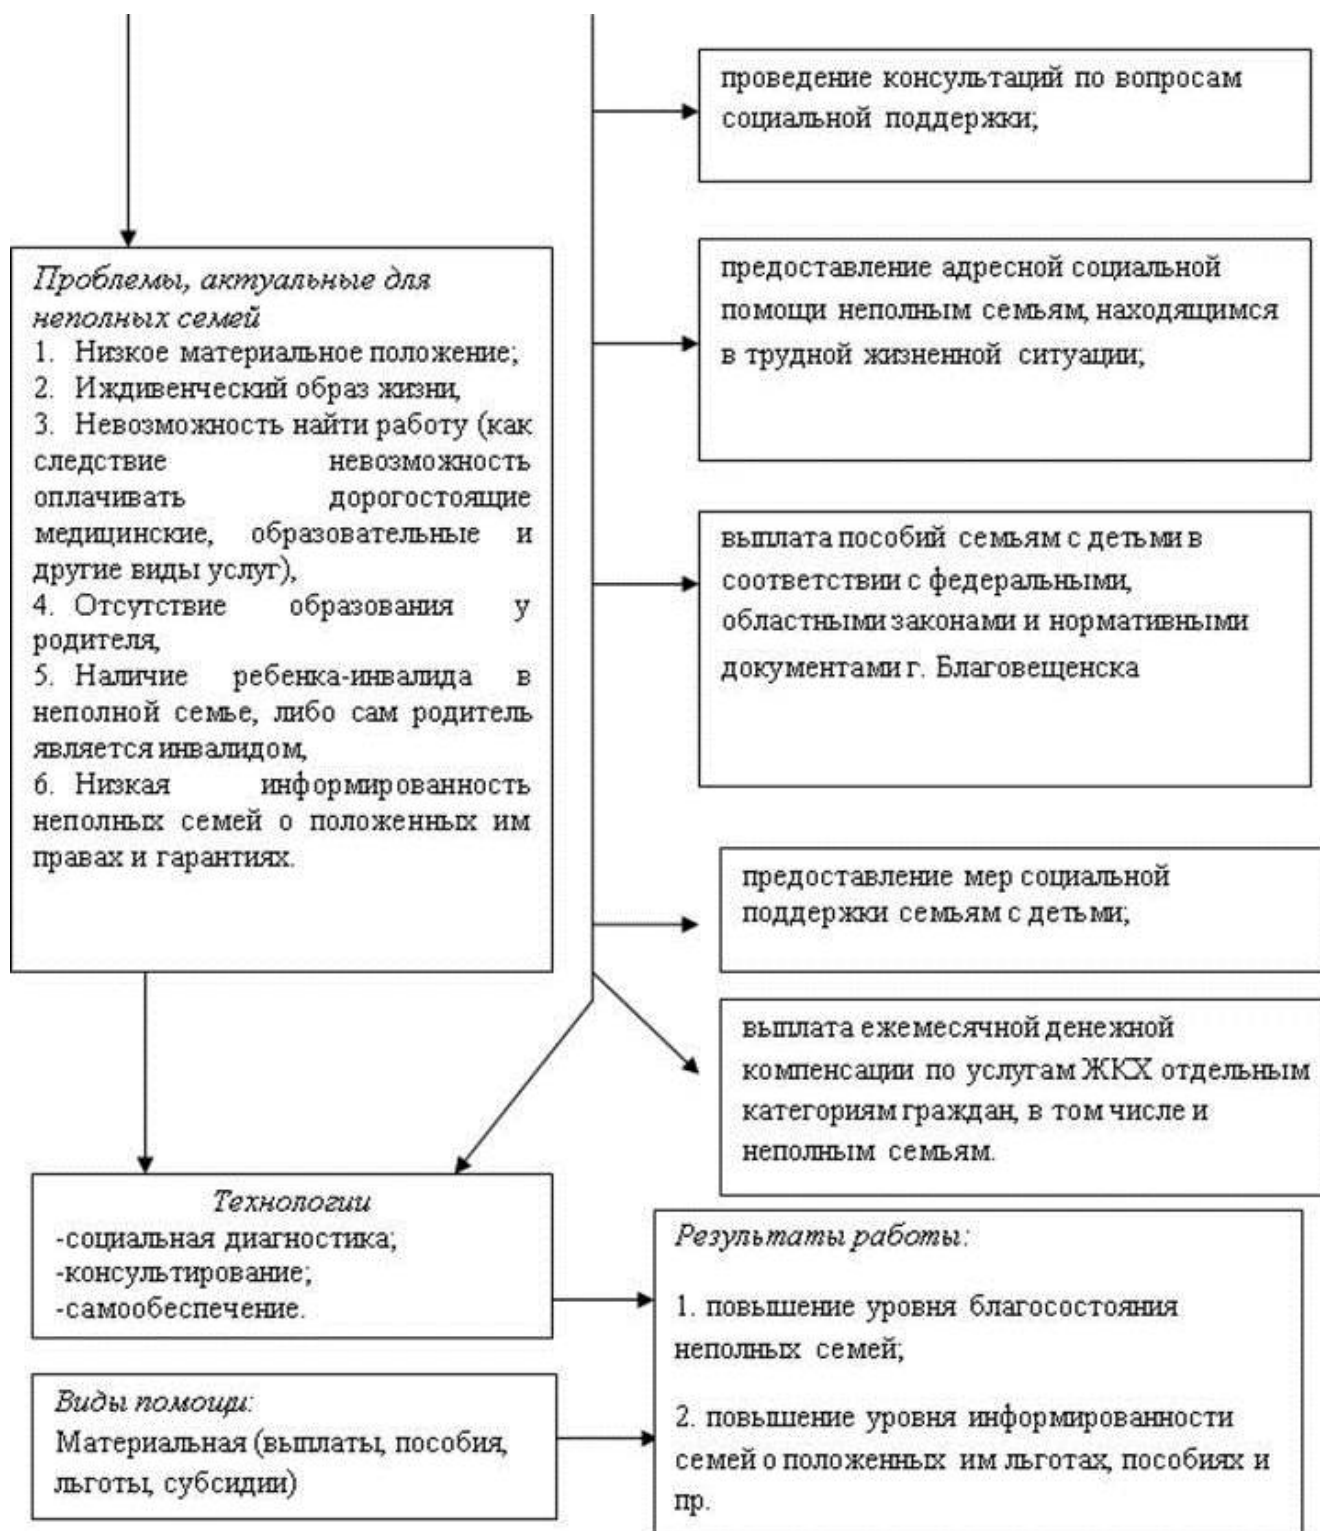 проведение консультаций по вопросам
социальной поддержки;
предоставление адресной социальной
помощи неполным семьям, находящимся
в трудной жизненной ситуации;
выплата пособий семьям с детьми в
соответствии с федеральными,
областными законами и нормативными
документами г. Благовещенска
предоставление мер социальной
поддержки семьям с детьми;
выплата ежемесячной денежной
компенсации по услугам ЖКХ отдельным
категориям граждан, в том числе и
неполным семьям.
Проблемы, актуальные для
неполных семей
1. Низкое материальное положение;
2. Иждивенческий образ жизни,
3. Невозможность найти работу (как
следствие невозможность
оплачивать дорогостоящие
медицинские, образовательные и
другие виды услуг),
4. Отсутствие образования у
родителя,
5. Наличие ребенка-инвалида в
неполной семье, либо сам родитель
является инвалидом,
6. Низкая информированность
неполных семей о положенных им
правах и гарантиях.
Технологии
-социальная диагностика;
-консультирование;
-самообеспечение.
Виды помощи:
Материальная (выплаты, пособия,
льготы, субсидии)
Результаты работы:
1. повышение уровня благосостояния
неполных семей;
2. повышение уровня информированности
семей о положенных им льготах, пособиях и
пр.